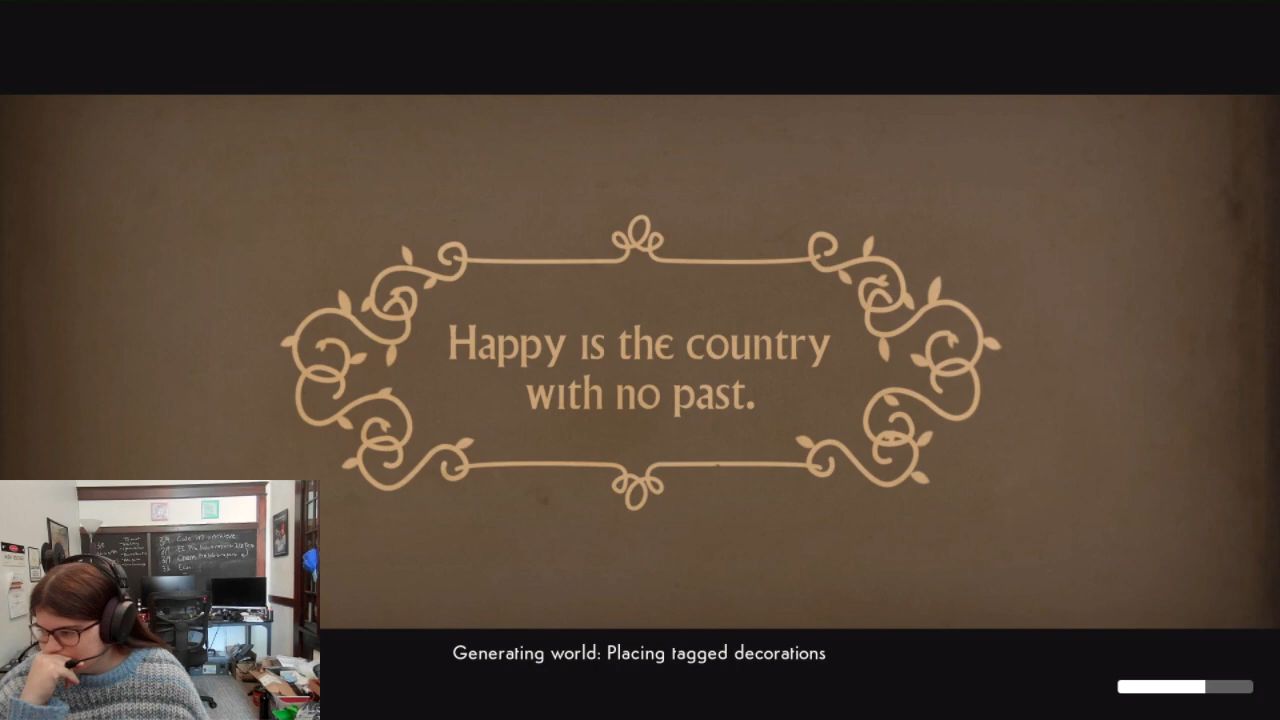 Happy is the country
with no past.
Generating world: Placing tagged decorations